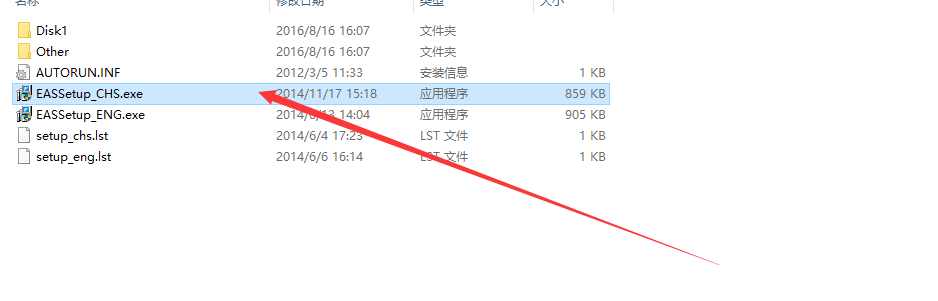 名称 修改日期 类型 大小
Disk1 2016/8/16 16:07 文件夹
Other 2016/8/16 16:07 文件夹
AUTORUN.INF 2012/3/5 11:33 安装信息 1 KB
EASSetup_CHS.exe 2014/11/17 15:18 应用程序 859 KB
EASSetup_ENG.exe 14:04 应用程序 905 KB
setup_chs.lst 2014/6/4 17:23 LST 文件 1 KB
setup_eng.lst 2014/6/6 16:14 LST 文件 1 KB